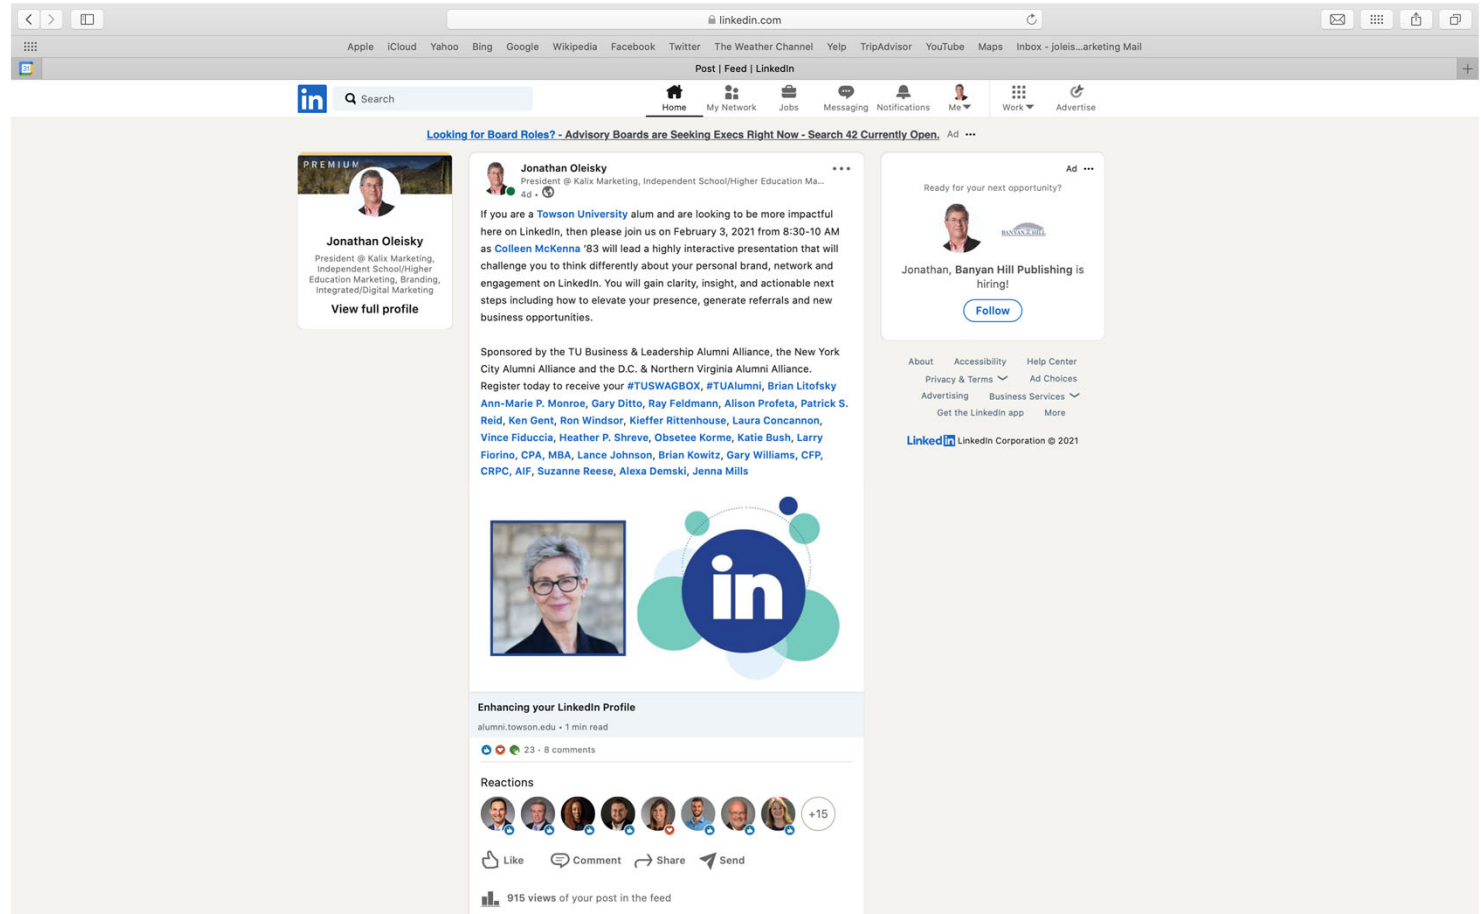 linkedin.com
Apple iCloud Yahoo Bing Google Wikipedia Facebook Twitter The Weather Channel Yelp TripAdvisor YouTube Maps Inbox - joleis...arketing Mail
31
Post | Feed | LinkedIn
in
Search
Home My Network Jobs Messaging Notifications Me Work Advertise
Looking for Board Roles? - Advisory Boards are Seeking Execs Right Now - Search 42 Currently Open. Ad
PREMIUM
Jonathan Oleisky
President @ Kalix Marketing,
Independent School/Higher
Education Marketing, Branding,
Integrated/Digital Marketing
View full profile
Jonathan Oleisky
President @ Kalix Marketing, Independent School/Higher Education Ma...
4d •
If you are a Towson University alum and are looking to be more impactful
here on LinkedIn, then please join us on February 3, 2021 from 8:30-10 AM
as Colleen McKenna '83 will lead a highly interactive presentation that will
challenge you to think differently about your personal brand, network and
engagement on LinkedIn. You will gain clarity, insight, and actionable next
steps including how to elevate your presence, generate referrals and new
business opportunities.
Sponsored by the TU Business & Leadership Alumni Alliance, the New York
City Alumni Alliance and the D.C. & Northern Virginia Alumni Alliance.
Register today to receive your #TUSWAGBOX, #TUAlumni, Brian Litofsky
Ann-Marie P. Monroe, Gary Ditto, Ray Feldmann, Alison Profeta, Patrick S.
Reid, Ken Gent, Ron Windsor, Kieffer Rittenhouse, Laura Concannon,
Vince Fiduccia, Heather P. Shreve, Obsetee Korme, Katie Bush, Larry
Fiorino, CPA, MBA, Lance Johnson, Brian Kowitz, Gary Williams, CFP,
CRPC, AIF, Suzanne Reese, Alexa Demski, Jenna Mills
in
Enhancing your LinkedIn Profile
alumni.towson.edu • 1 min read
23 • 8 comments
Reactions
+15
Like Comment Share Send
915 views of your post in the feed
Ad
Ready for your next opportunity?
BANYAN HILL
Jonathan, Banyan Hill Publishing is
hiring!
Follow
About Accessibility Help Center
Privacy & Terms Ad Choices
Advertising Business Services
Get the LinkedIn app More
LinkedIn LinkedIn Corporation © 2021